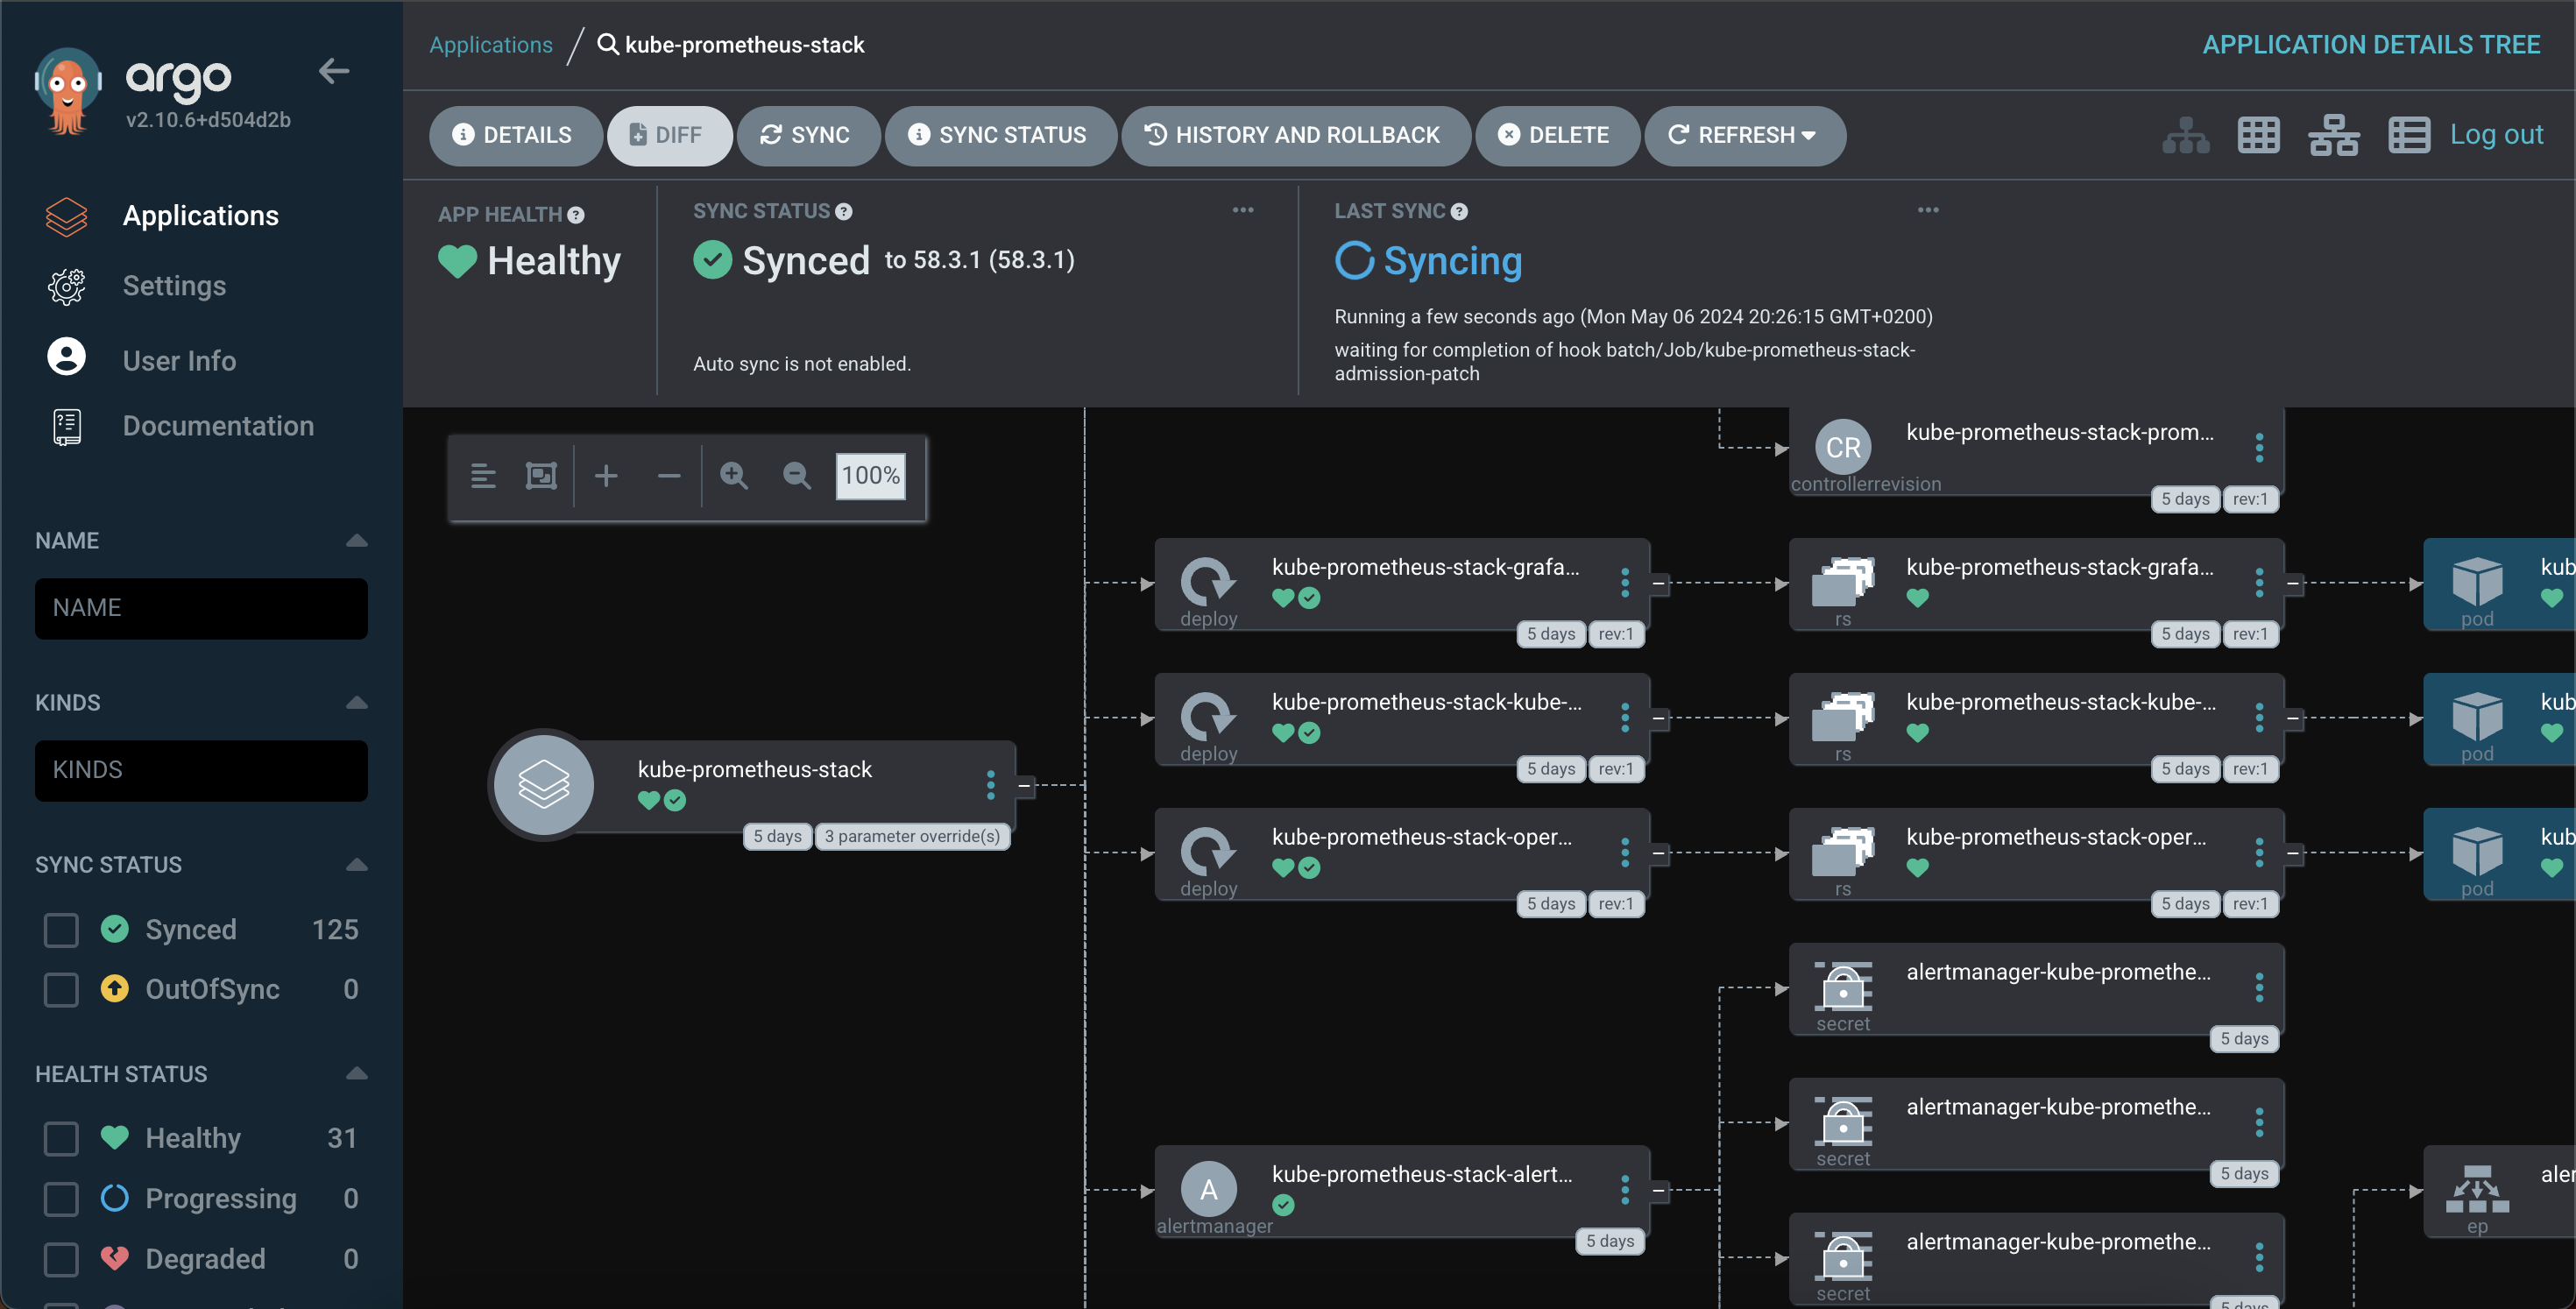 argo
v2.10.6+d504d2b
Applications
Settings
User Info
Documentation
NAME
NAME
KINDS
KINDS
SYNC STATUS
Synced 125
OutOfSync 0
HEALTH STATUS
Healthy 31
Progressing 0
Degraded 0
Applications / kube-prometheus-stack
APPLICATION DETAILS TREE
DETAILS
DIFF
SYNC
SYNC STATUS
HISTORY AND ROLLBACK
DELETE
REFRESH
Log out
APP HEALTH
Healthy
SYNC STATUS
Synced to 58.3.1 (58.3.1)
Auto sync is not enabled.
LAST SYNC
Syncing
Running a few seconds ago (Mon May 06 2024 20:26:15 GMT+0200)
waiting for completion of hook batch/Job/kube-prometheus-stack-
admission-patch
100%
kube-prometheus-stack
5 days 3 parameter override(s)
CR
kube-prometheus-stack-prom...
controllerrevision
5 days rev:1
kube-prometheus-stack-grafa...
deploy
5 days rev:1
kube-prometheus-stack-grafa...
rs
5 days rev:1
kub
pod
kube-prometheus-stack-kube-...
deploy
5 days rev:1
kube-prometheus-stack-kube-...
rs
5 days rev:1
kub
pod
kube-prometheus-stack-oper...
deploy
5 days rev:1
kube-prometheus-stack-oper...
rs
5 days rev:1
kub
pod
alertmanager-kube-promethe...
secret
5 days
alertmanager-kube-promethe...
secret
5 days
A
kube-prometheus-stack-alert...
alertmanager
5 days
alertmanager-kube-promethe...
secret
5 days
aler
ep